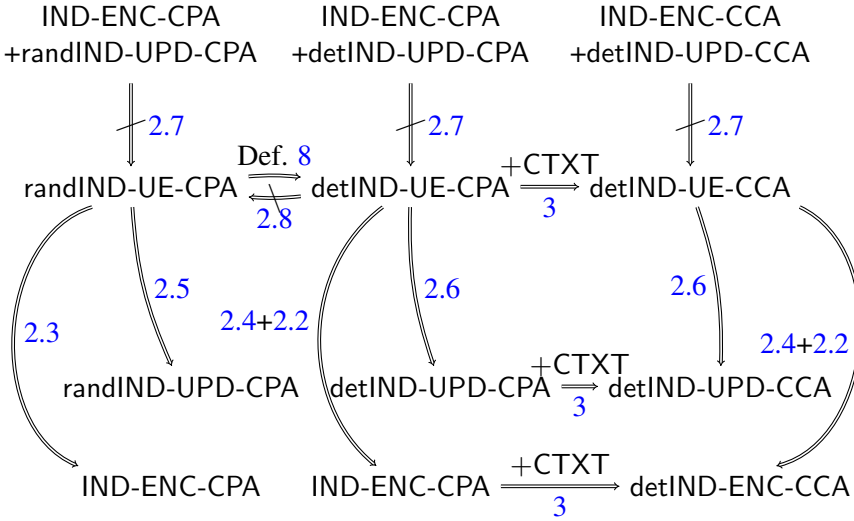 IND-ENC-CPA IND-ENC-CPA IND-ENC-CCA
+randIND-UPD-CPA +detIND-UPD-CPA +detIND-UPD-CCA
2.7 2.7 2.7
Def. 8 +CTXT
randIND-UE-CPA detIND-UE-CPA detIND-UE-CCA
2.8 3
2.5 2.6 2.6
2.3 2.4+2.2 2.4+2.2
+CTXT
randIND-UPD-CPA detIND-UPD-CPA detIND-UPD-CCA
3
+CTXT
IND-ENC-CPA IND-ENC-CPA detIND-ENC-CCA
3